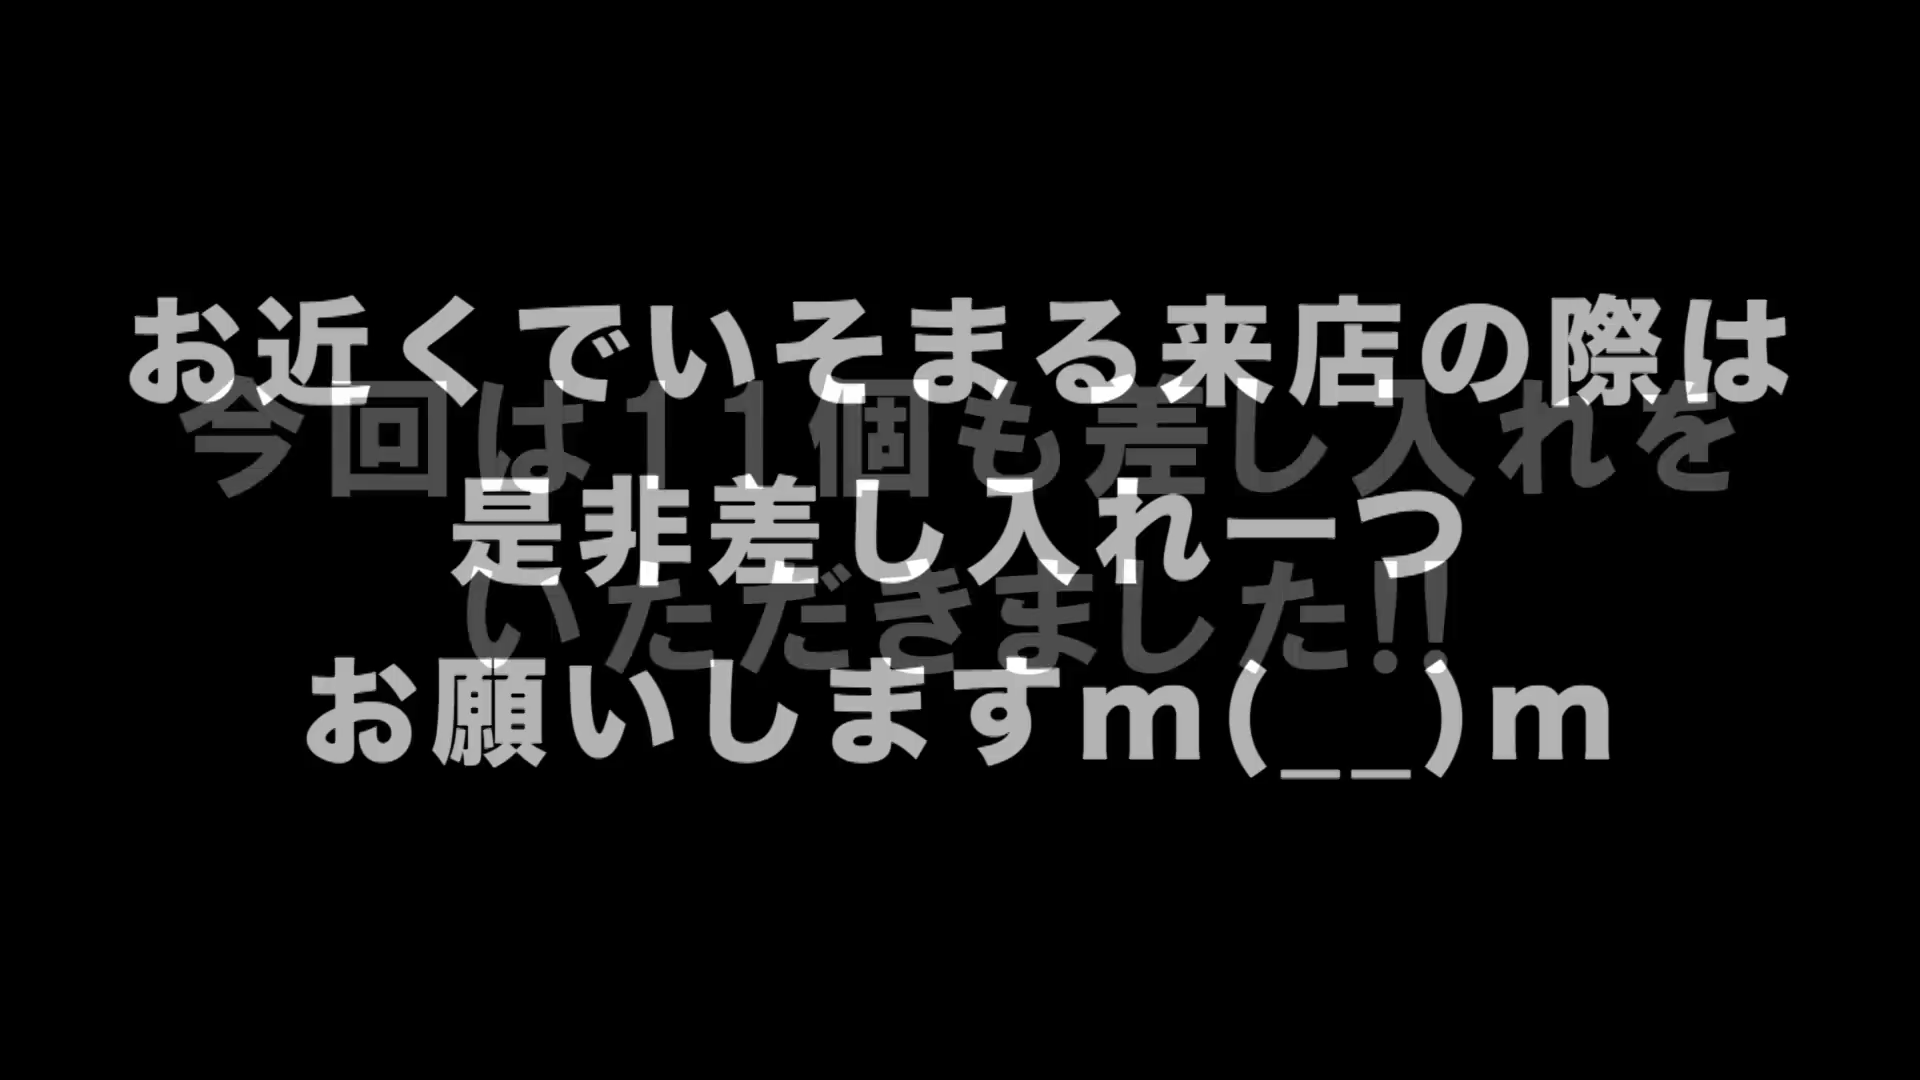 お近くでいそまる来店の際は
今回は11個も差し入れを
是非差し入れ一つ
いただきました!!
お願いしますm(__)m